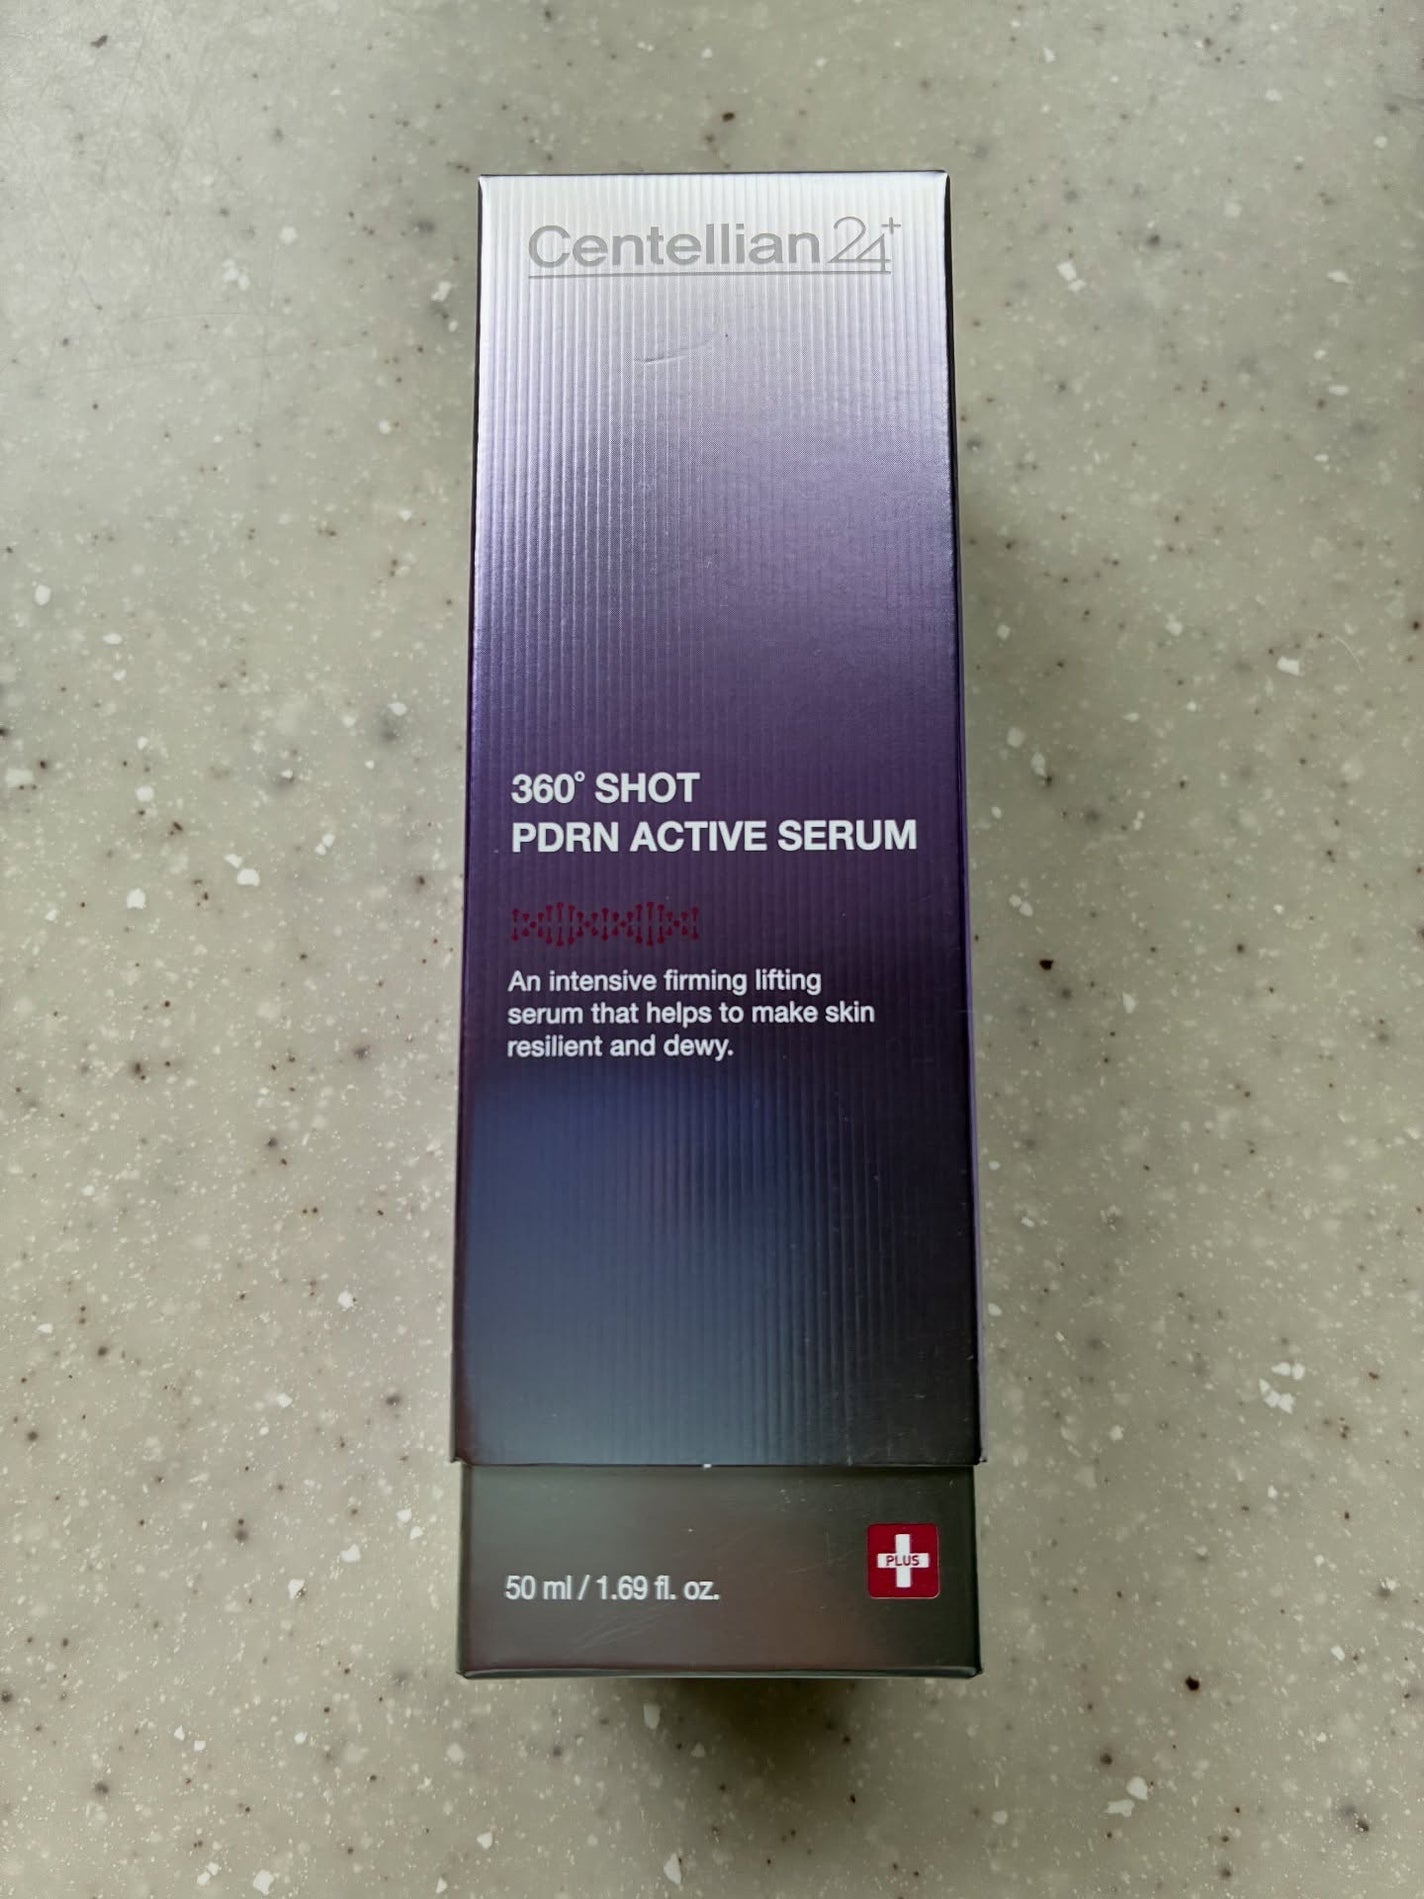 Centellian24+
360° SHOT
PDRN ACTIVE SERUM
An intensive firming lifting
serum that helps to make skin
resilient and dewy.
50 ml / 1.69 fl. oz.
PLUS